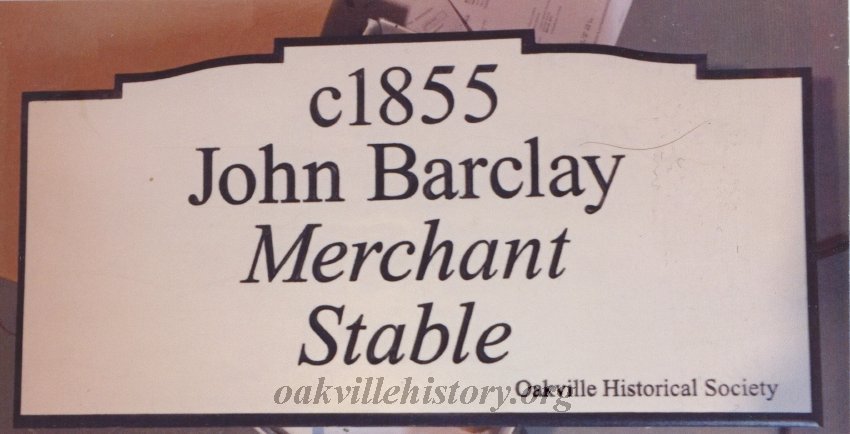 c1855
John Barclay
Merchant
Stable
Oakville Historical Society
oakvillehistory.org